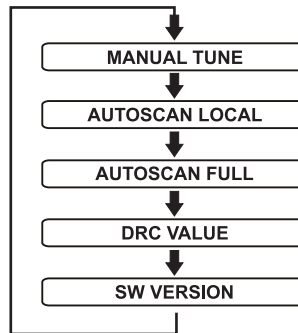 MANUAL TUNE
AUTOSCAN LOCAL
AUTOSCAN FULL
DRC VALUE
SW VERSION